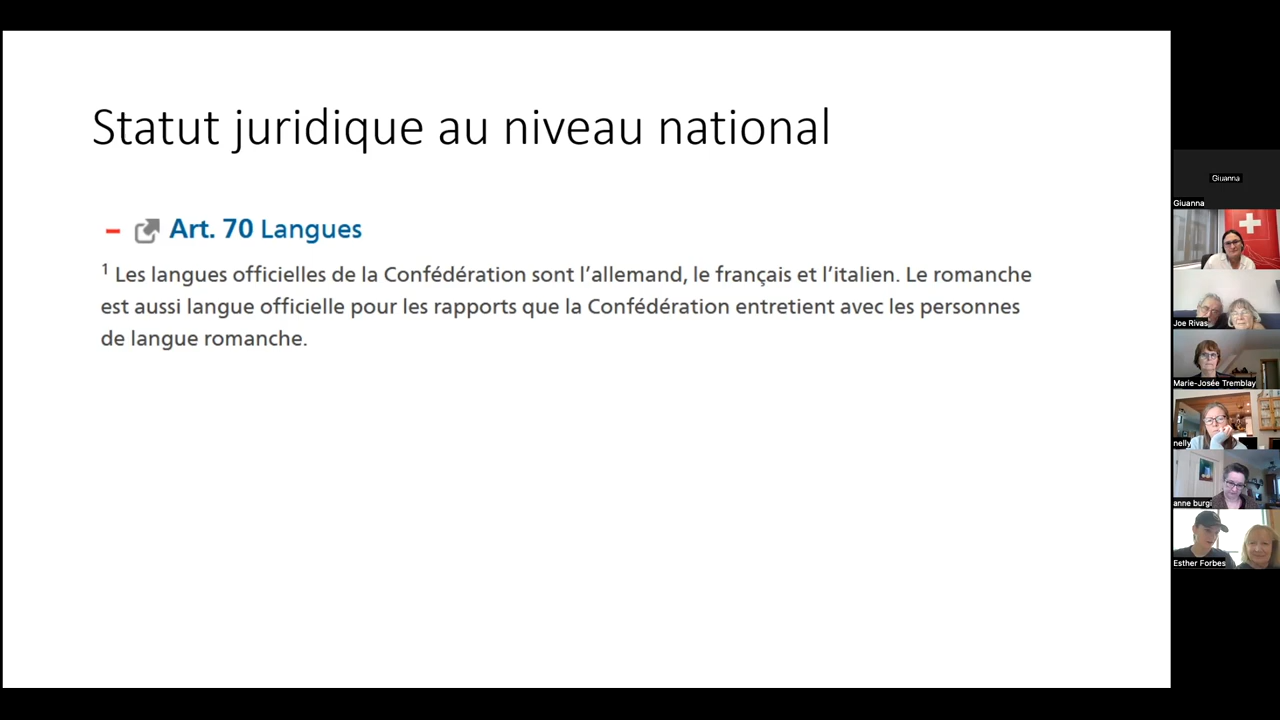 Statut juridique au niveau national
Art. 70 Langues
1 Les langues officielles de la Confédération sont l’allemand, le français et l’italien. Le romanche
est aussi langue officielle pour les rapports que la Confédération entretient avec les personnes
de langue romanche.
Giuanna
Giuanna
Joe Rivas
Marie-Josée Tremblay
nelly
anne burgi
Esther Forbes